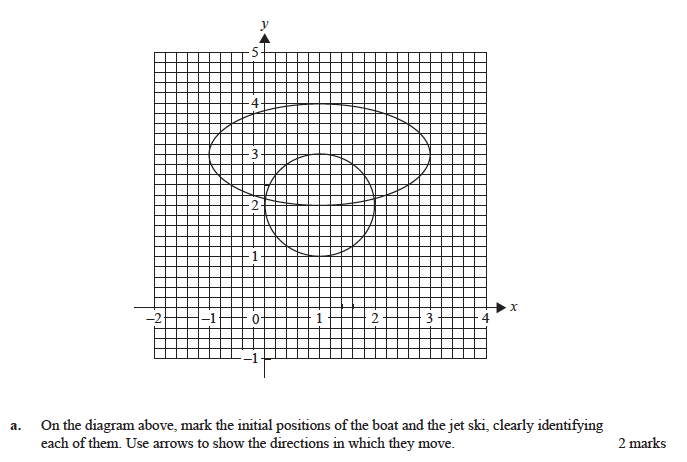 y
5
4
3
2
1
x
–2 –1 0 1 2 3 4
–1
a. On the diagram above, mark the initial positions of the boat and the jet ski, clearly identifying
each of them. Use arrows to show the directions in which they move. 2 marks